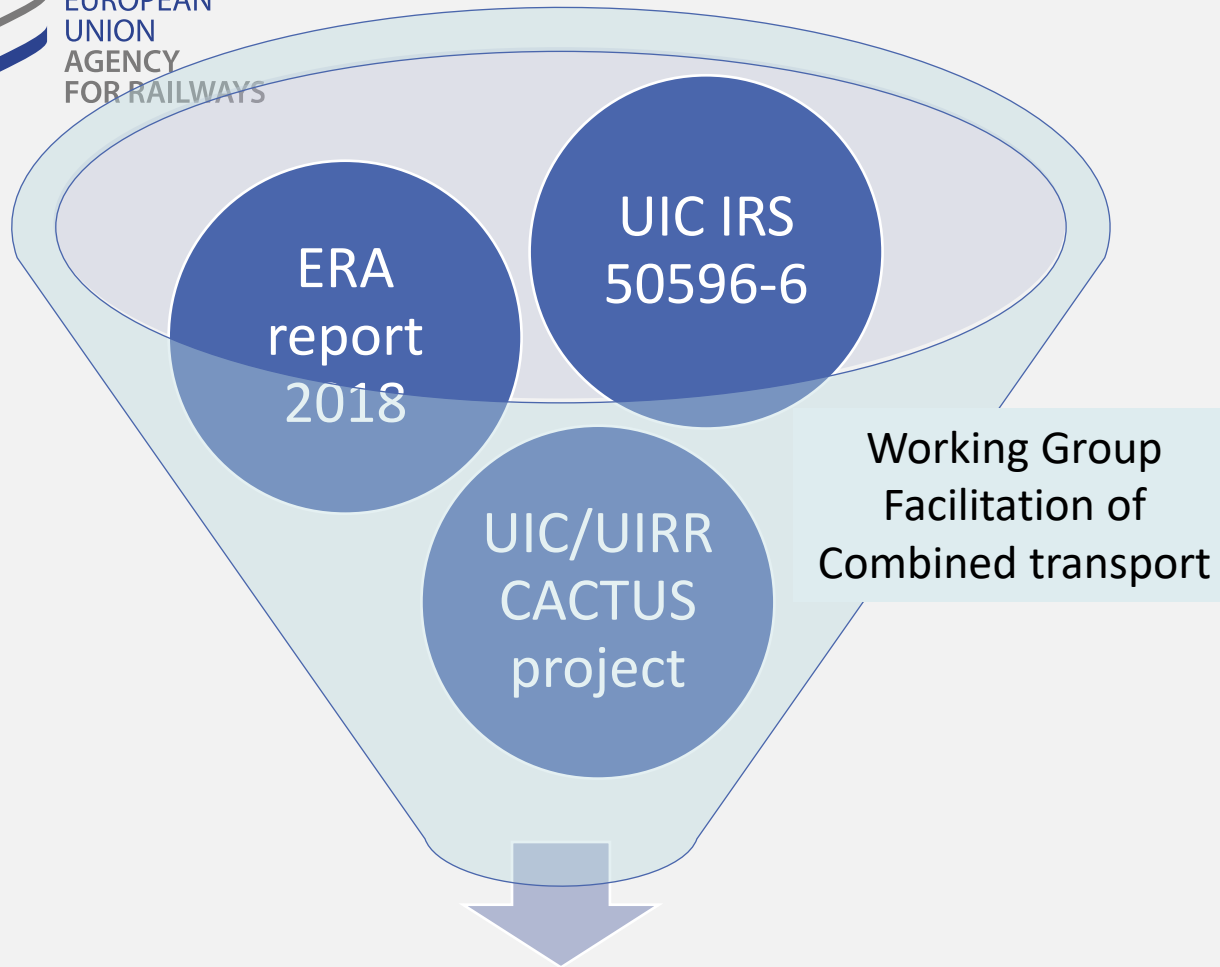 EUROPEAN
UNION
AGENCY
FOR RAILWAYS
ERA
report
2018
UIC IRS
50596-6
UIC/UIRR
CACTUS
project
Working Group
Facilitation of
Combined transport